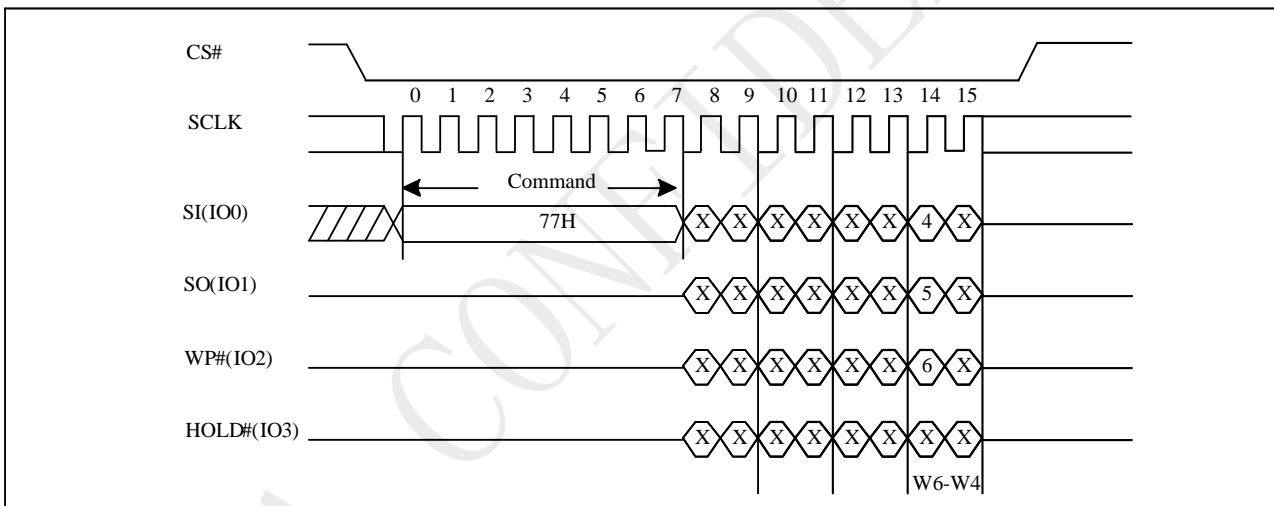 CS#
0 1 2 3 4 5 6 7 8 9 10 11 12 13 14 15
SCLK
Command
SI(IO0) 77H X X X X X X 4 X
SO(IO1) X X X X X X 5 X
WP#(IO2) X X X X X X 6 X
HOLD#(IO3) X X X X X X X X
W6-W4